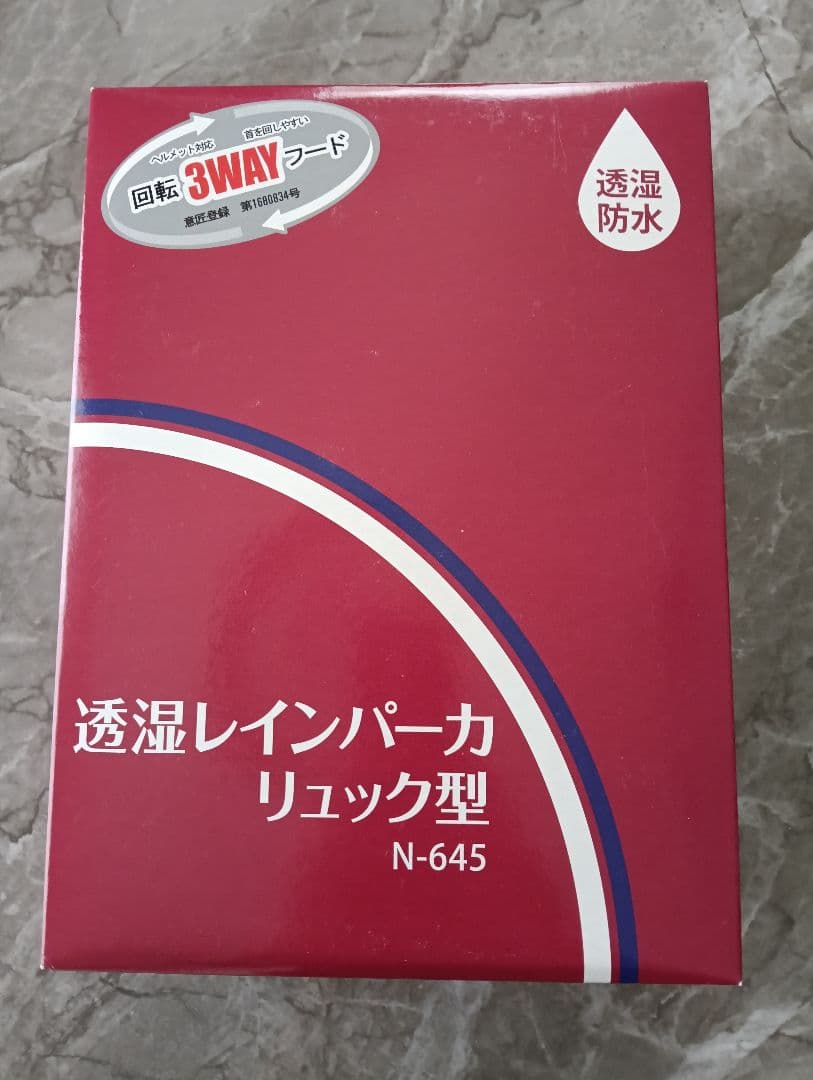 ヘルメット対応 首を回しやすい
回転 3WAY フード
意匠登録 第1680834号
透湿
防水
透湿レインパーカ
リュック型
N-645